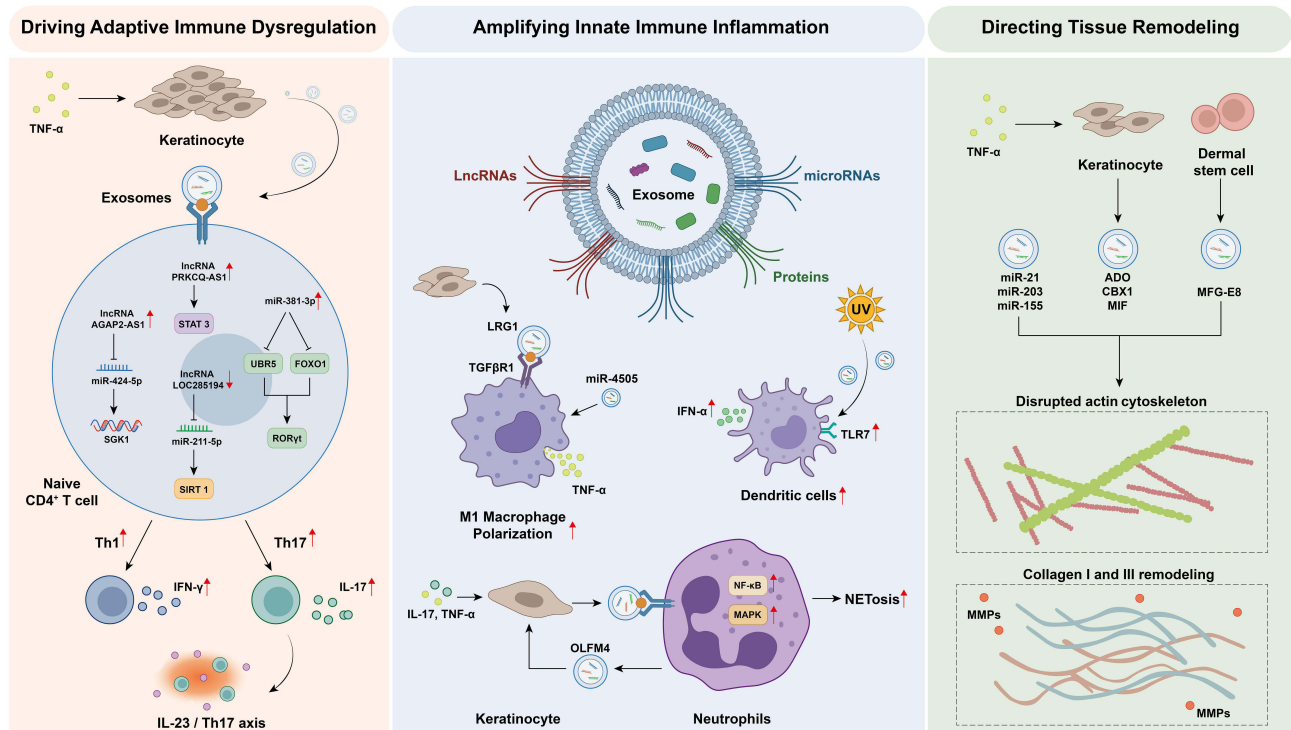 Driving Adaptive Immune Dysregulation
TNF-α
Keratinocyte
Exosomes
lncRNA
PRKCQ-AS1
STAT 3
miR-381-3p
lncRNA
AGAP2-AS1
miR-424-5p
SGK1
lncRNA
LOC285194
miR-211-5p
SIRT 1
UBR5
FOXO1
RORγt
Naive
CD4⁺ T cell
Th1
Th17
IFN-γ
IL-17
IL-23 / Th17 axis
Amplifying Innate Immune Inflammation
LncRNAs
Exosome
microRNAs
Proteins
LRG1
TGFβR1
miR-4505
TNF-α
M1 Macrophage
Polarization
UV
IFN-α
TLR7
Dendritic cells
IL-17, TNF-α
OLFM4
NF-κB
MAPK
NETosis
Keratinocyte
Neutrophils
Directing Tissue Remodeling
TNF-α
Keratinocyte
Dermal
stem cell
miR-21
miR-203
miR-155
ADO
CBX1
MIF
MFG-E8
Disrupted actin cytoskeleton
Collagen I and III remodeling
MMPs
MMPs